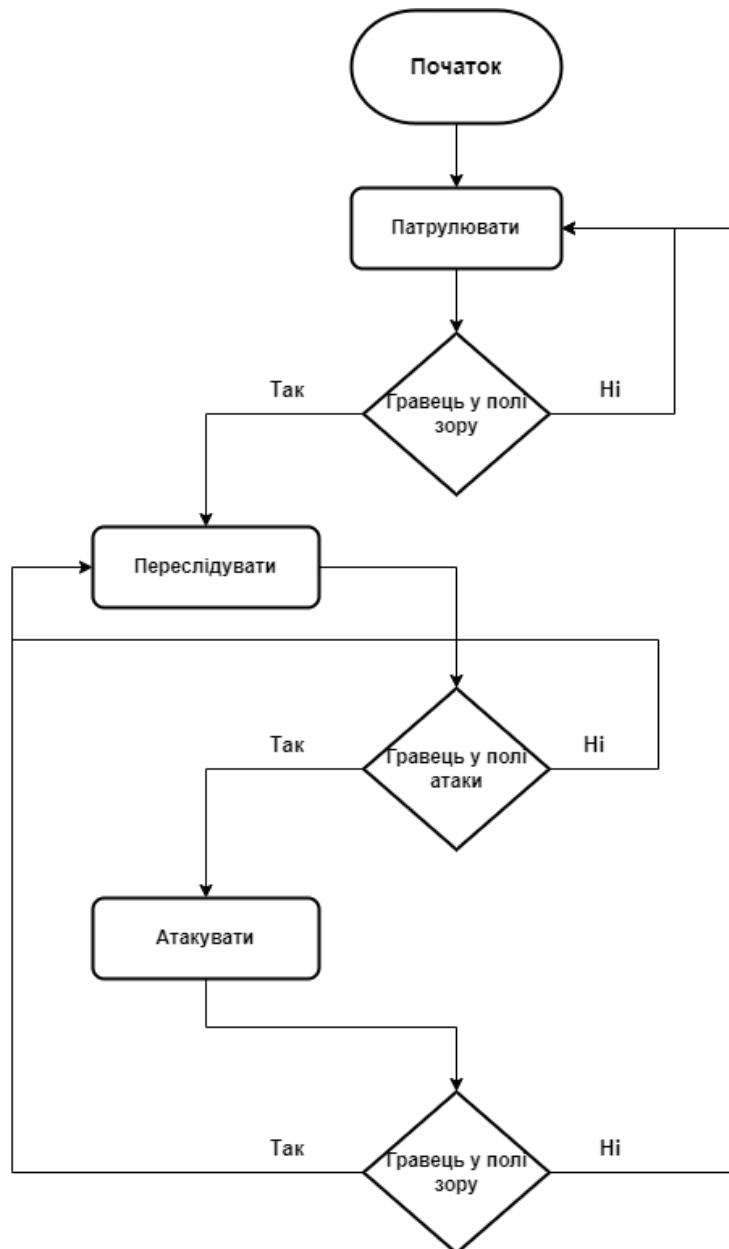 Початок
Патрулювати
Так
Ні
Гравець у полі
зору
Переслідувати
Так
Ні
Гравець у полі
атаки
Атакувати
Так
Ні
Гравець у полі
зору